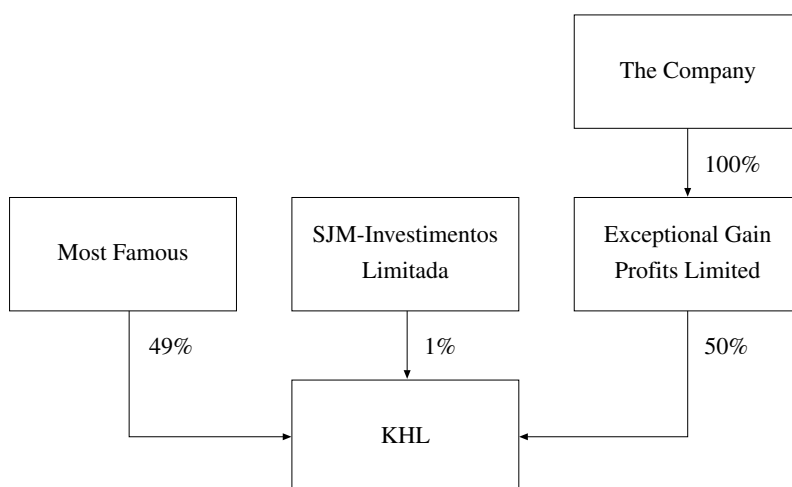 The Company
100%
Most Famous
SJM-Investimentos
Limitada
Exceptional Gain
Profits Limited
49%
1%
50%
KHL